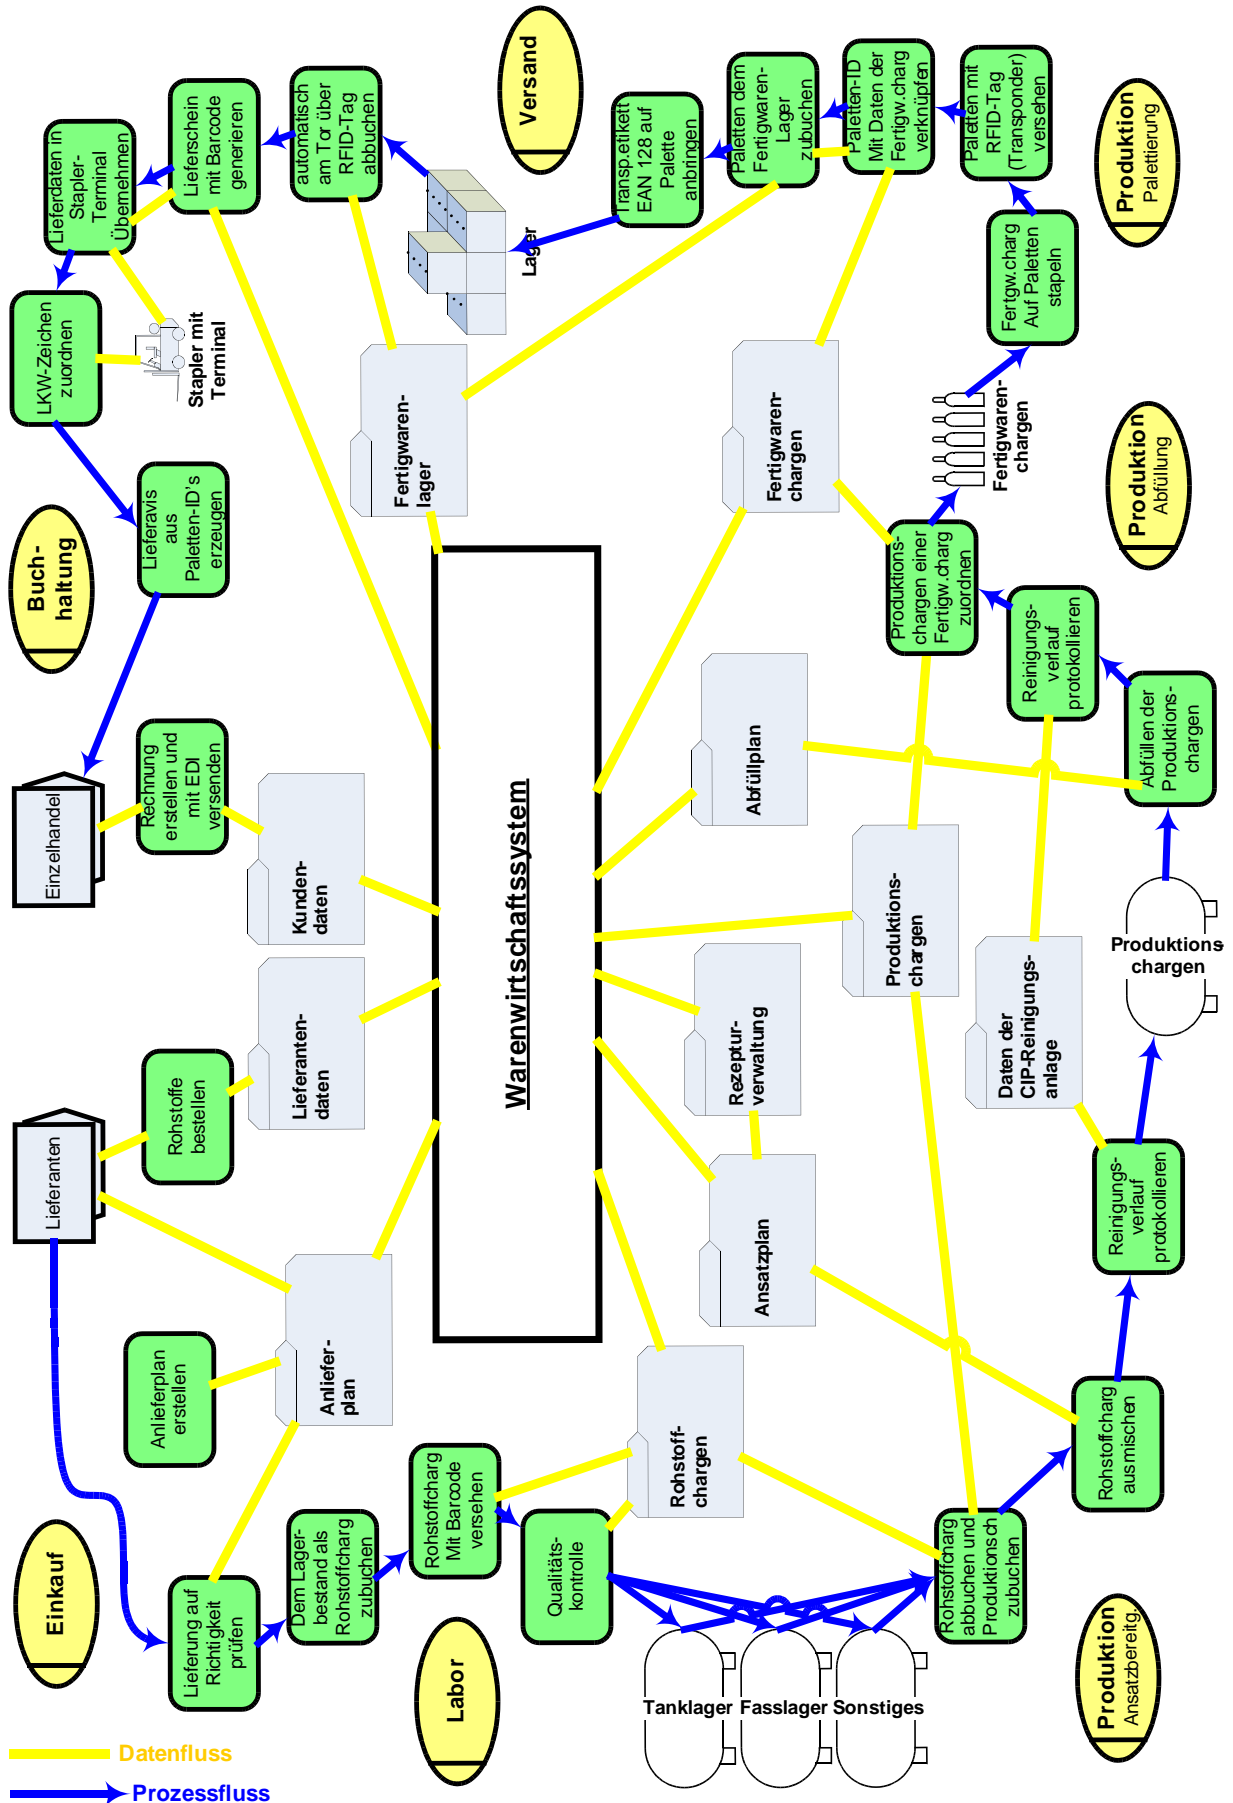 Einkauf
Buch-
haltung
Versand
Labor
Produktion
Ansatzbereitg.
Produktion
Abfüllung
Produktion
Palettierung
Lieferanten
Einzelhandel
Rohstoffe
bestellen
Anlieferplan
erstellen
Lieferung auf
Richtigkeit
prüfen
Dem Lager-
bestand als
Rohstoffcharg
zubuchen
Rohstoffcharg
Mit Barcode
versehen
Qualitäts-
kontrolle
Tanklager
Fasslager
Sonstiges
Rohstoffcharg
abbuchen und
Produktionsch
zubuchen
Rohstoffcharg
ausmischen
Reinigungs-
verlauf
protokollieren
Produktions-
chargen
Abfüllen der
Produktions-
chargen
Reinigungs-
verlauf
protokollieren
Produktions-
chargen einer
Fertigw.charg
zuordnen
Fertigwaren-
chargen
Fertgw.charg
Auf Paletten
stapeln
Paletten mit
RFID-Tag
(Transponder)
versehen
Paletten-ID
Mit Daten der
Fertigw.charg
verknüpfen
Paletten dem
Fertigwaren-
Lager
zubuchen
Transp.etikett
EAN 128 auf
Palette
anbringen
Lager
automatisch
am Tor über
RFID-Tag
abbuchen
Lieferschein
mit Barcode
generieren
Lieferdaten in
Stapler-
Terminal
Übernehmen
Stapler mit
Terminal
LKW-Zeichen
zuordnen
Lieferavis
aus
Paletten-ID's
erzeugen
Rechnung
erstellen und
mit EDI
versenden
Kunden-
daten
Lieferanten-
daten
Anliefer-
plan
Fertigwaren-
lager
Warenwirtschaftssystem
Rohstoff-
chargen
Ansatzplan
Rezeptur-
verwaltung
Abfüllplan
Produktions-
chargen
Daten der
CIP-Reinigungs-
anlage
Fertigwaren-
chargen
Datenfluss
Prozessfluss